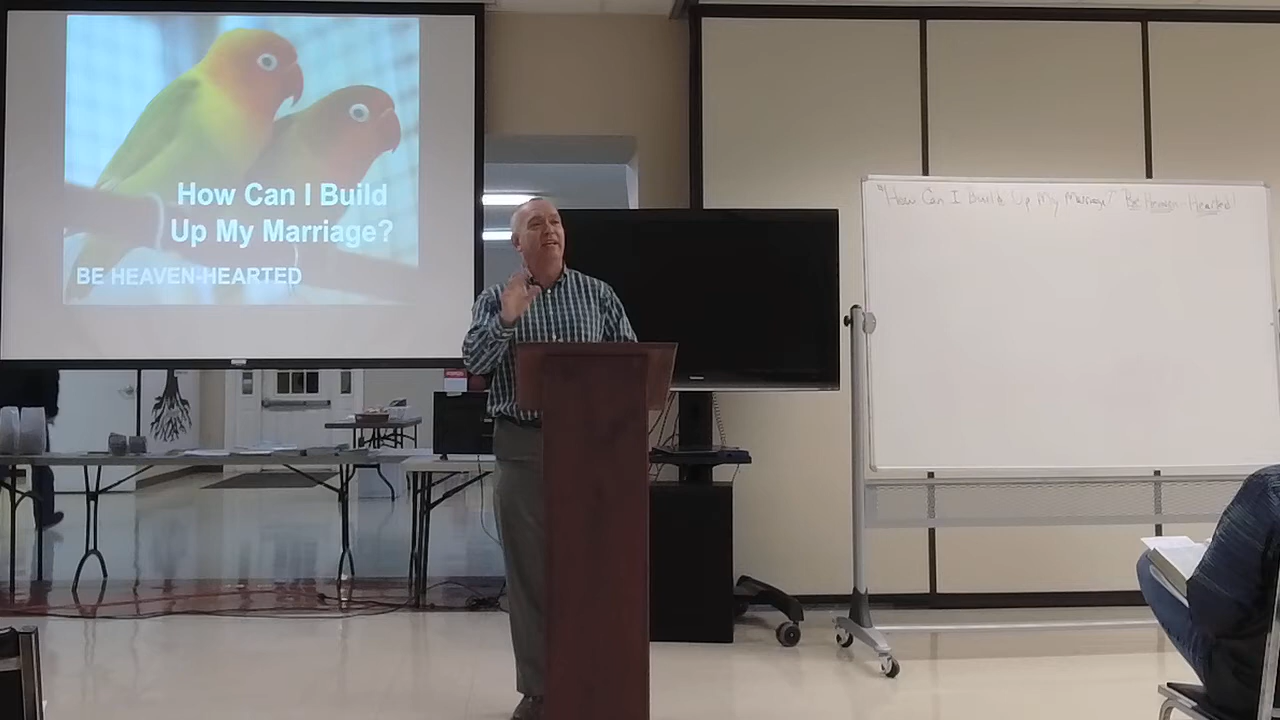 How Can I Build
Up My Marriage?
BE HEAVEN-HEARTED
"How Can I Build Up My Marriage?" Be Heaven-Hearted!